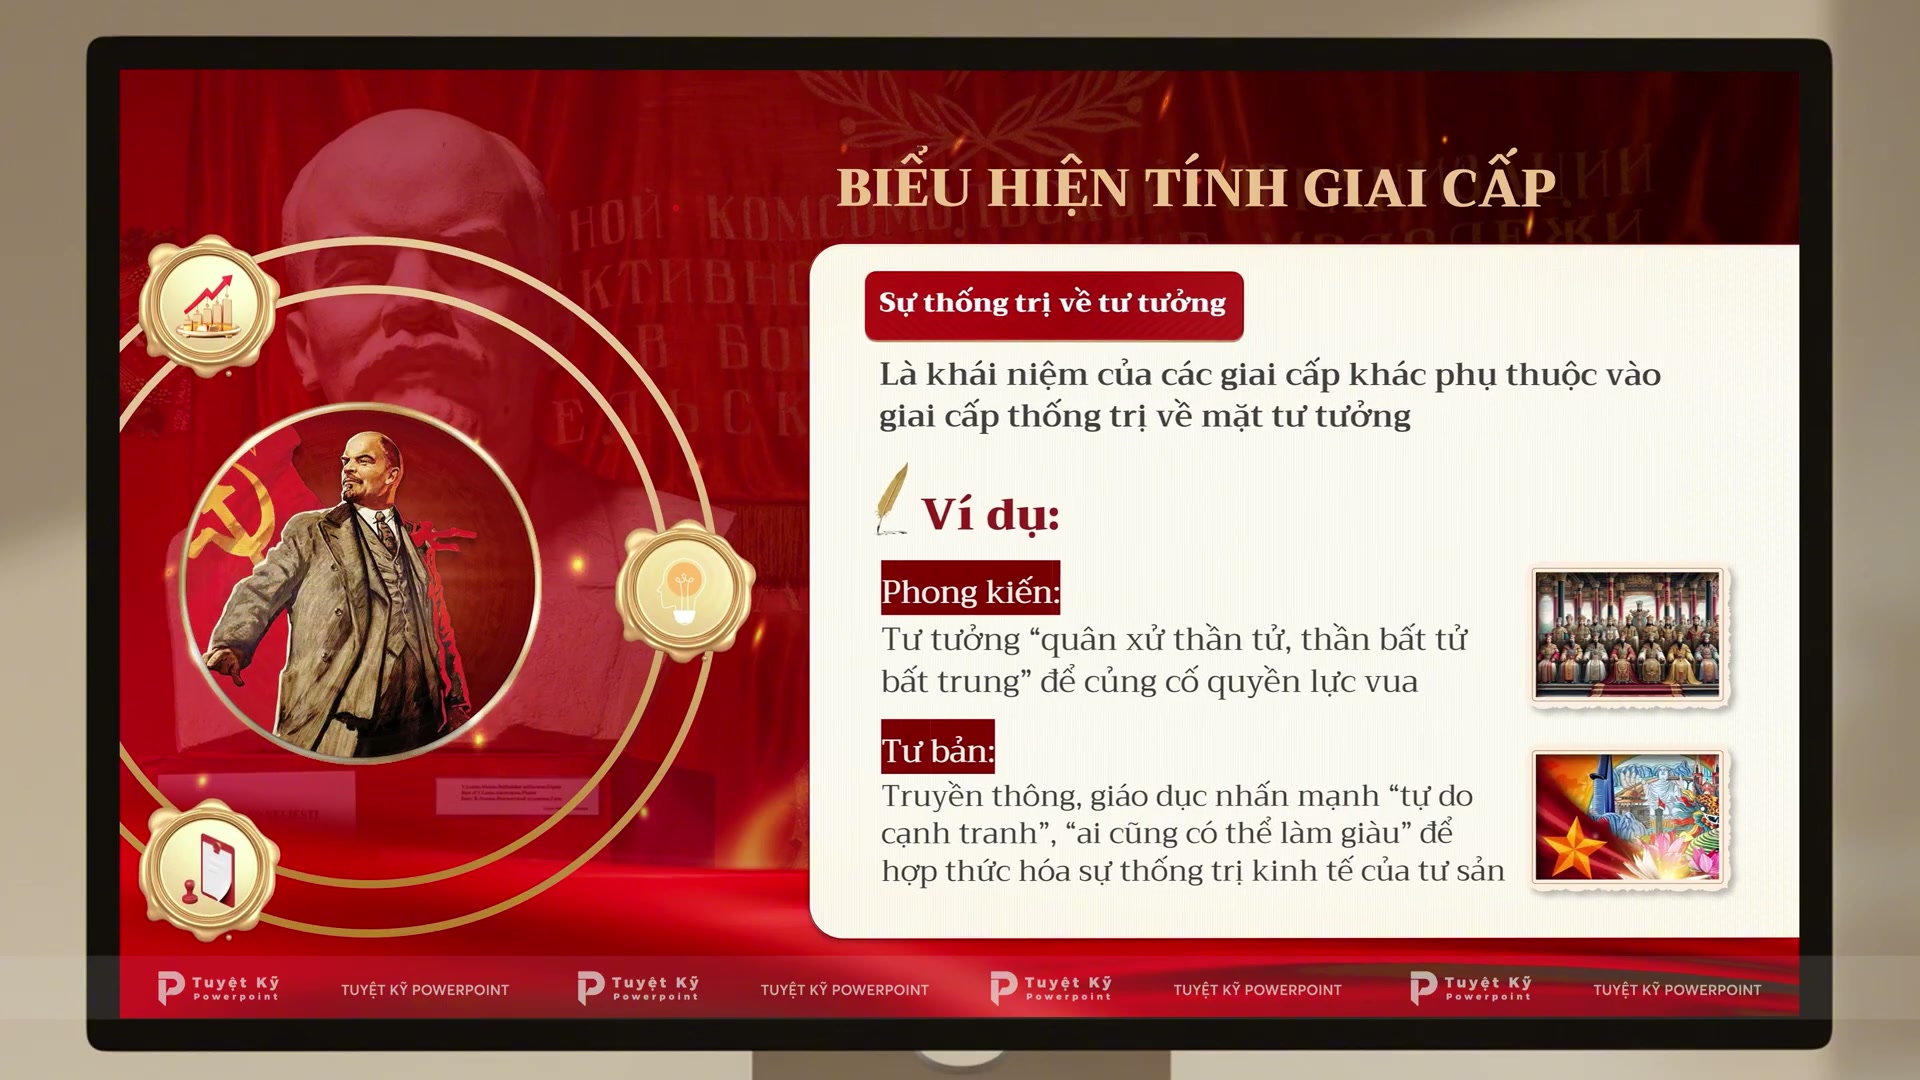 BIỂU HIỆN TÍNH GIAI CẤP
НОЙ КОМСОМОЛЬСКОЙ
Sự thống trị về tư tưởng
Là khái niệm của các giai cấp khác phụ thuộc vào
giai cấp thống trị về mặt tư tưởng
Ví dụ:
Phong kiến:
Tư tưởng “quân xử thần tử, thần bất tử
bất trung” để củng cố quyền lực vua
Tư bản:
Truyền thông, giáo dục nhấn mạnh “tự do
cạnh tranh”, “ai cũng có thể làm giàu” để
hợp thức hóa sự thống trị kinh tế của tư sản
Tuyệt Kỹ Powerpoint TUYỆT KỸ POWERPOINT Tuyệt Kỹ Powerpoint TUYỆT KỸ POWERPOINT Tuyệt Kỹ Powerpoint TUYỆT KỸ POWERPOINT Tuyệt Kỹ Powerpoint TUYỆT KỸ POWERPOINT